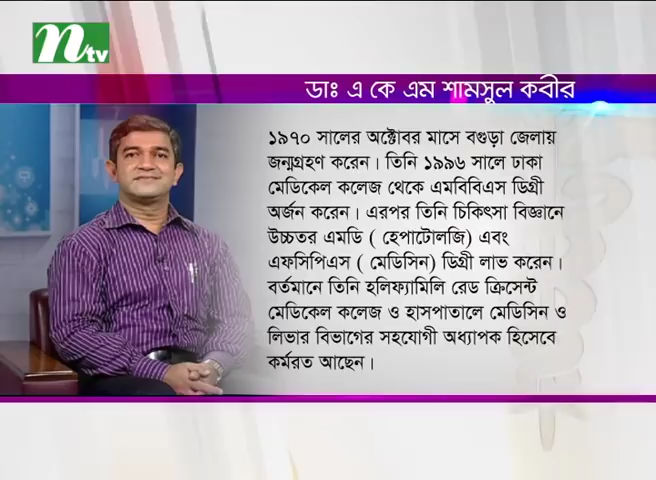 ntv
ডাঃ এ কে এম শামসুল কবীর
১৯৭০ সালের অক্টোবর মাসে বগুড়া জেলায়
জন্মগ্রহণ করেন। তিনি ১৯৯৬ সালে ঢাকা
মেডিকেল কলেজ থেকে এমবিবিএস ডিগ্রী
অর্জন করেন। এরপর তিনি চিকিৎসা বিজ্ঞানে
উচ্চতর এমডি ( হেপাটোলজি) এবং
এফসিপিএস ( মেডিসিন) ডিগ্রী লাভ করেন।
বর্তমানে তিনি হলিফ্যামিলি রেড ক্রিসেন্ট
মেডিকেল কলেজ ও হাসপাতালে মেডিসিন ও
লিভার বিভাগের সহযোগী অধ্যাপক হিসেবে
কর্মরত আছেন।